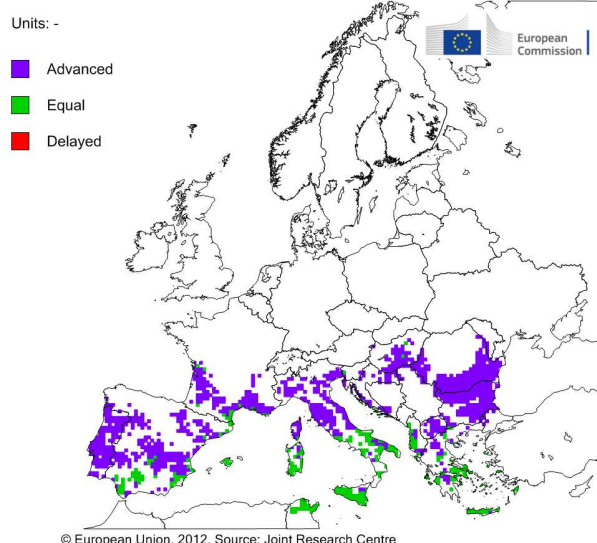 Units: -
European
Commission
Advanced
Equal
Delayed
© European Union, 2012. Source: Joint Research Centre